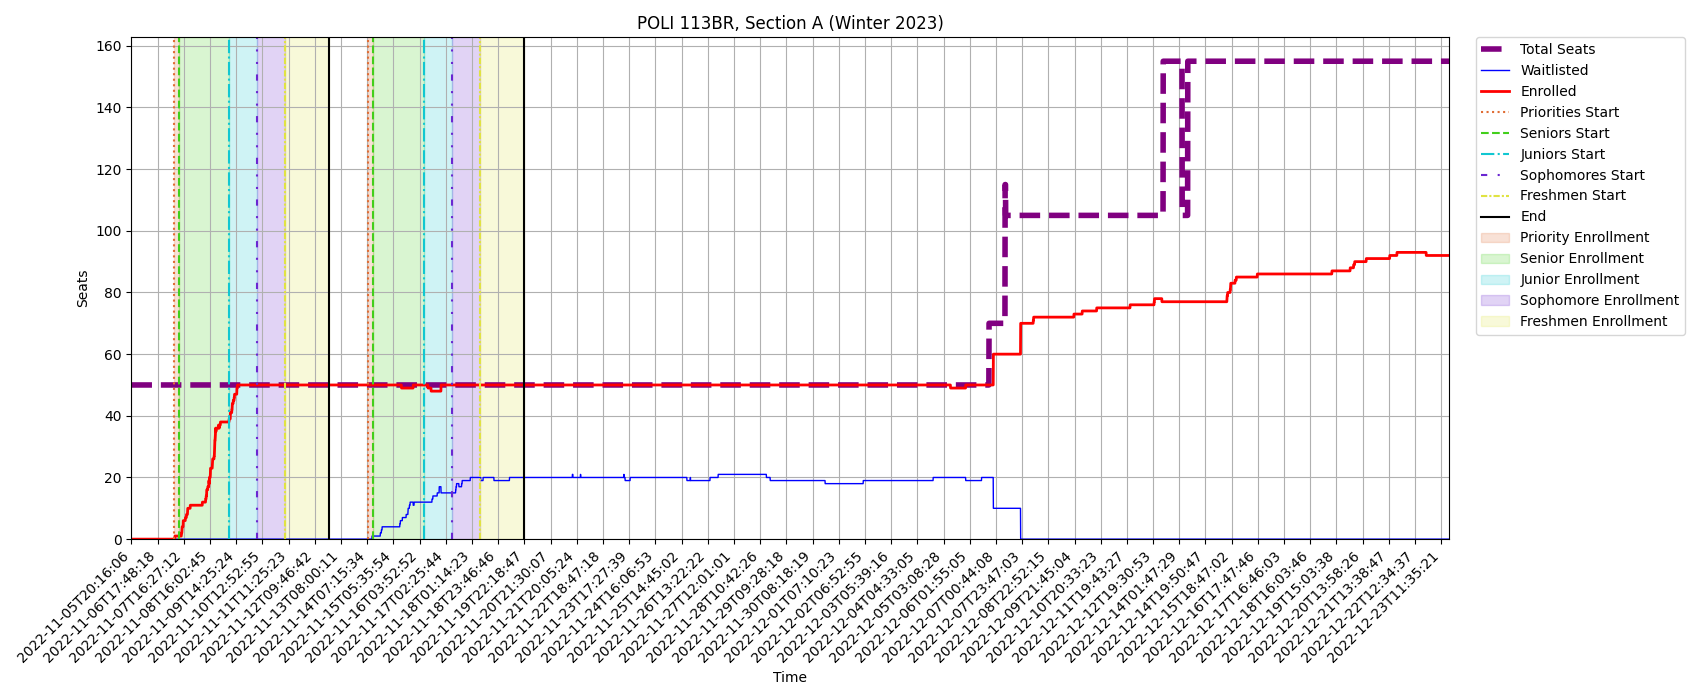 POLI 113BR, Section A (Winter 2023)
Seats
160
140
120
100
80
60
40
20
0
Total Seats
Waitlisted
Enrolled
Priorities Start
Seniors Start
Juniors Start
Sophomores Start
Freshmen Start
End
Priority Enrollment
Senior Enrollment
Junior Enrollment
Sophomore Enrollment
Freshmen Enrollment
2022-11-05T20:16:06
2022-11-06T17:48:18
2022-11-07T16:27:12
2022-11-08T16:02:45
2022-11-09T14:25:24
2022-11-10T12:52:55
2022-11-11T11:25:23
2022-11-12T09:46:42
2022-11-13T08:00:11
2022-11-14T07:15:34
2022-11-15T05:35:54
2022-11-16T03:52:52
2022-11-17T02:25:44
2022-11-18T01:14:23
2022-11-18T23:46:46
2022-11-19T22:18:47
2022-11-20T21:30:07
2022-11-21T20:05:24
2022-11-22T18:47:18
2022-11-23T17:27:39
2022-11-24T16:06:53
2022-11-25T14:45:02
2022-11-26T13:22:22
2022-11-27T12:01:01
2022-11-28T10:42:26
2022-11-29T09:28:18
2022-11-30T08:18:19
2022-12-01T07:10:23
2022-12-02T06:52:55
2022-12-03T05:39:16
2022-12-04T04:33:05
2022-12-05T03:08:28
2022-12-06T01:55:05
2022-12-07T00:44:08
2022-12-07T23:47:03
2022-12-08T22:52:15
2022-12-09T21:45:04
2022-12-10T20:33:23
2022-12-11T19:43:27
2022-12-12T19:30:53
2022-12-14T01:47:29
2022-12-14T19:50:47
2022-12-15T18:47:02
2022-12-16T17:47:46
2022-12-17T16:46:03
2022-12-18T16:03:46
2022-12-19T15:03:38
2022-12-20T13:58:26
2022-12-21T13:38:47
2022-12-22T12:34:37
2022-12-23T11:35:21
Time